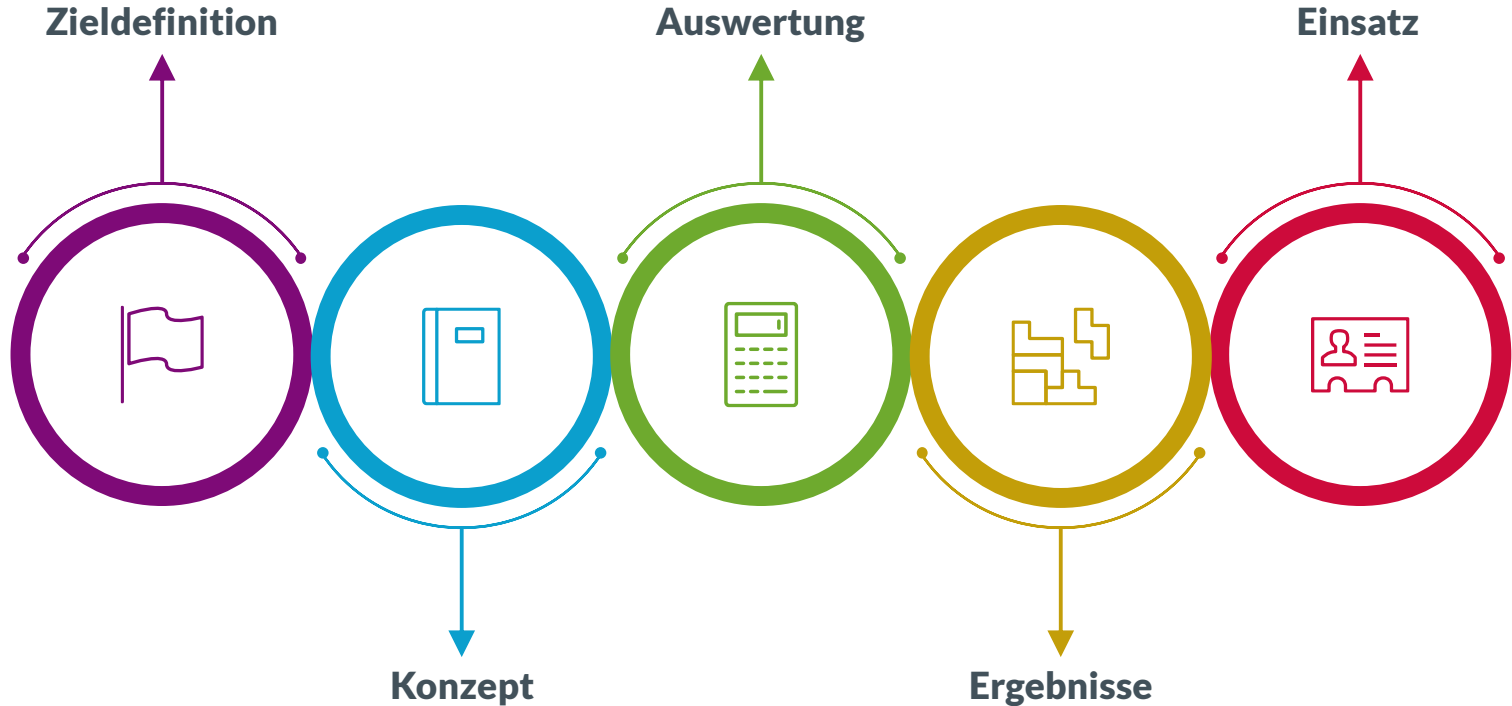 Zieldefinition
Auswertung
Einsatz
Konzept
Ergebnisse